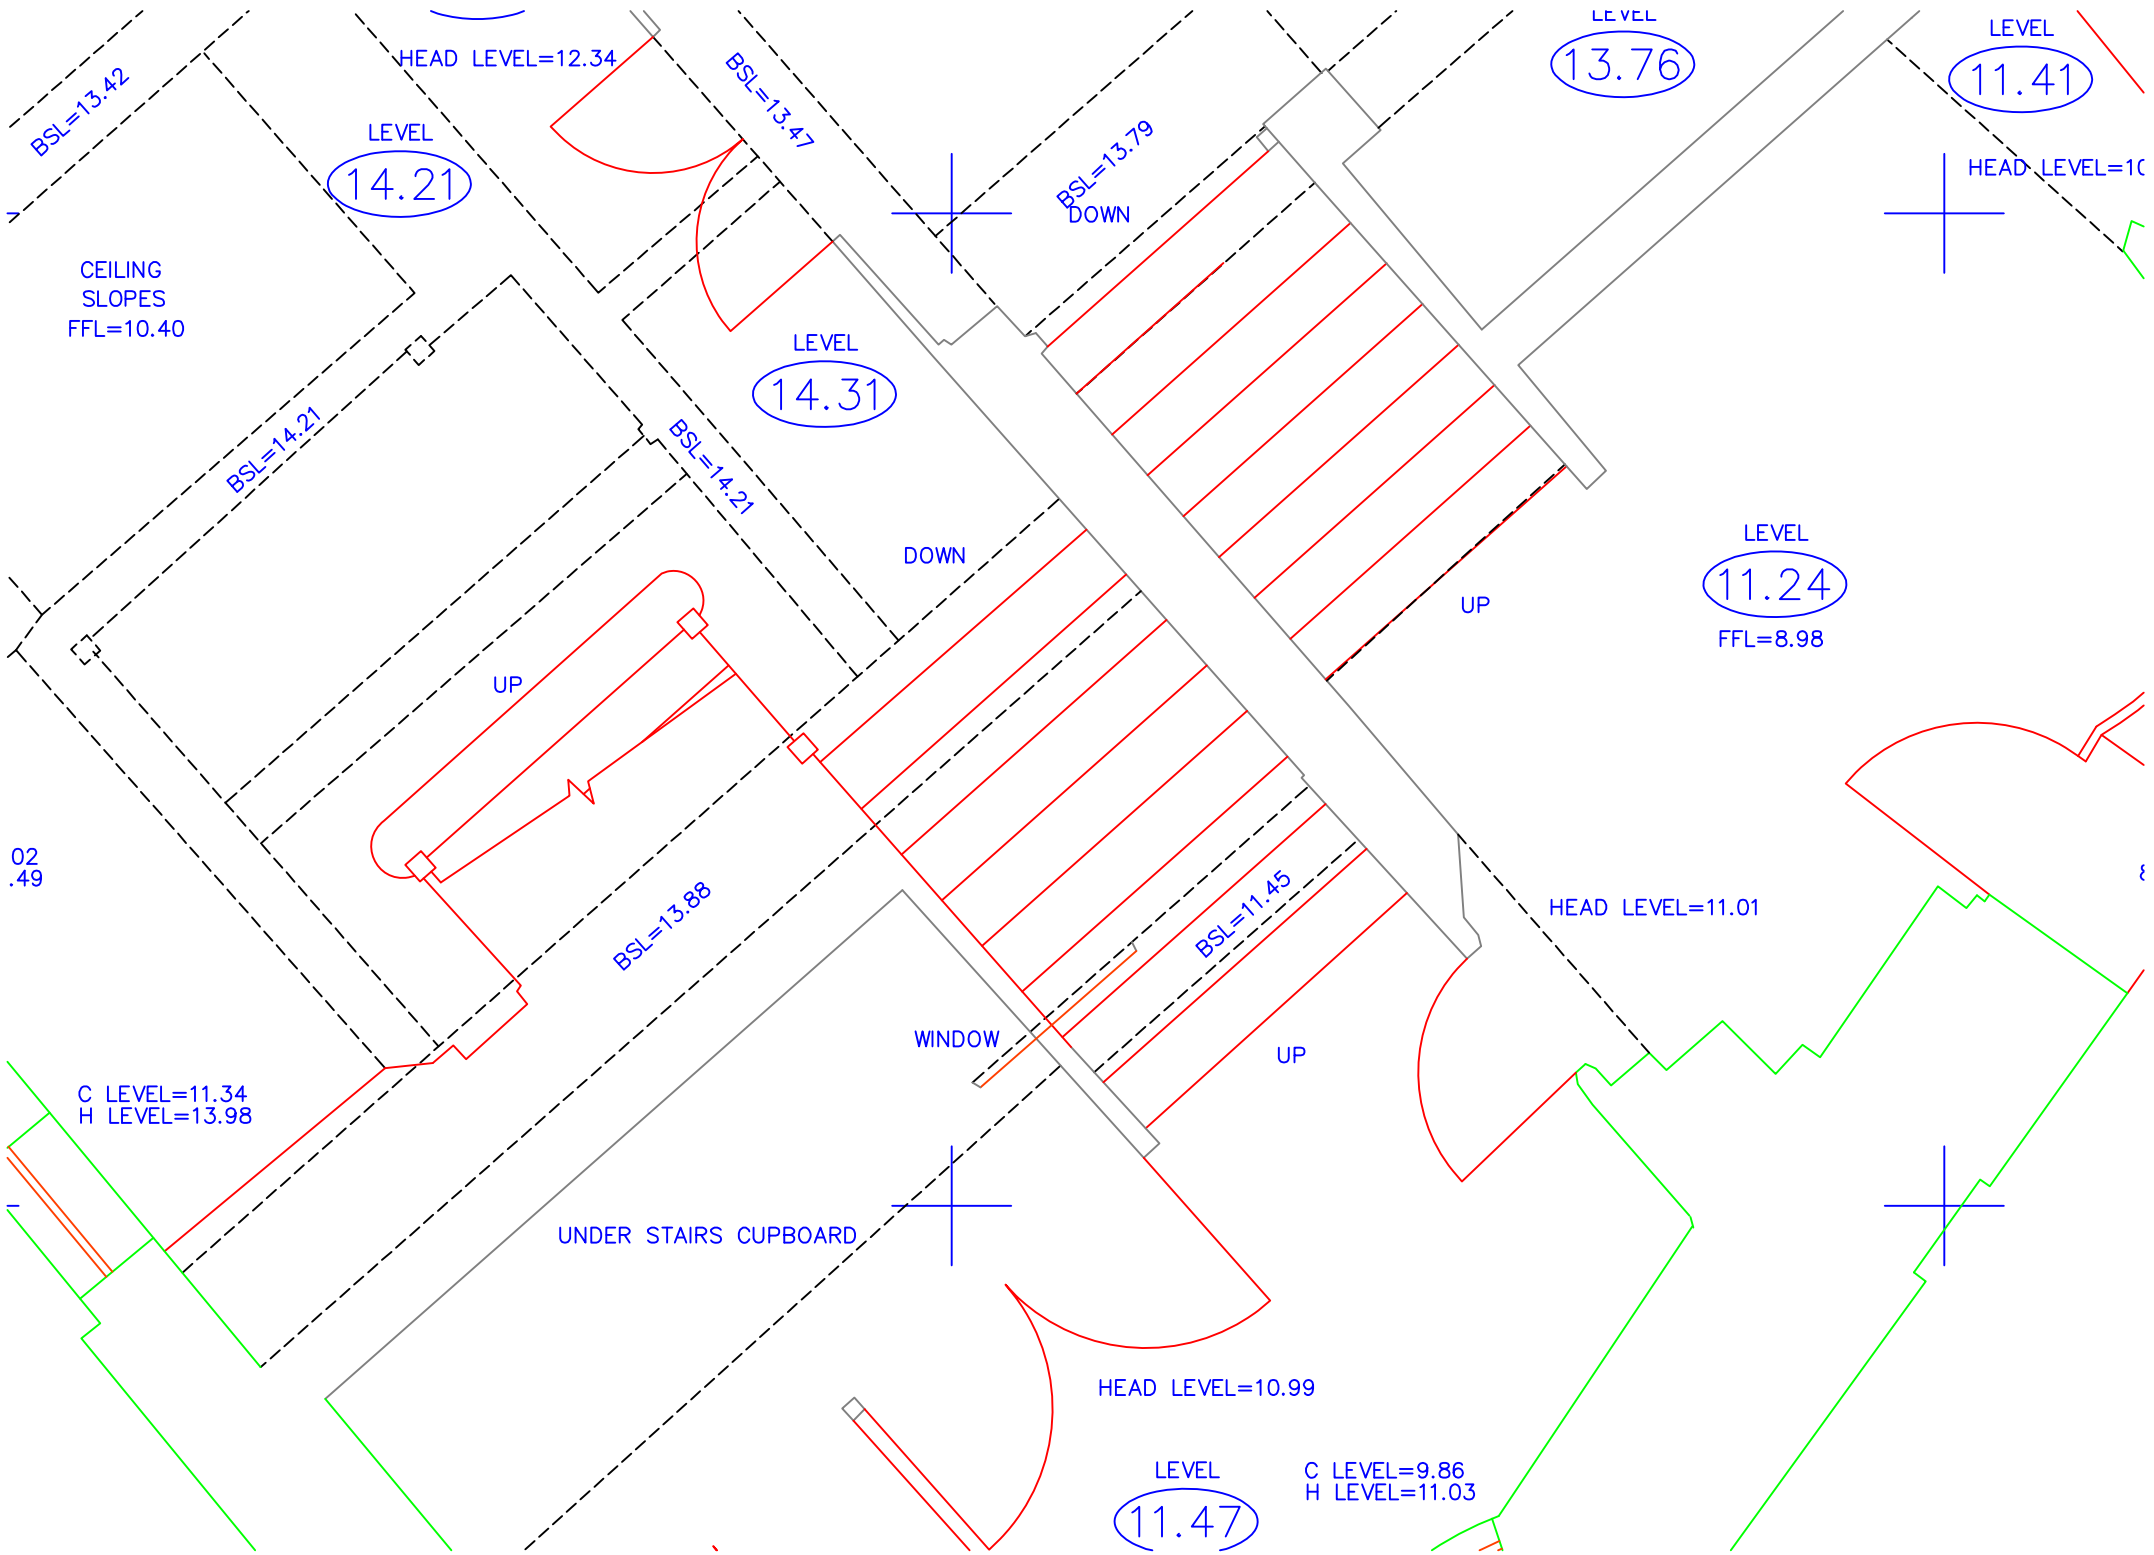 LEVEL
13.76
LEVEL
11.41
HEAD LEVEL=12.34
BSL=13.42
BSL=13.47
LEVEL
14.21
BSL=13.79
DOWN
HEAD LEVEL=10
CEILING
SLOPES
FFL=10.40
LEVEL
14.31
BSL=14.21
BSL=14.21
DOWN
LEVEL
11.24
FFL=8.98
UP
UP
02
.49
BSL=13.88
BSL=11.45
HEAD LEVEL=11.01
WINDOW
UP
C LEVEL=11.34
H LEVEL=13.98
UNDER STAIRS CUPBOARD
HEAD LEVEL=10.99
LEVEL
11.47
C LEVEL=9.86
H LEVEL=11.03